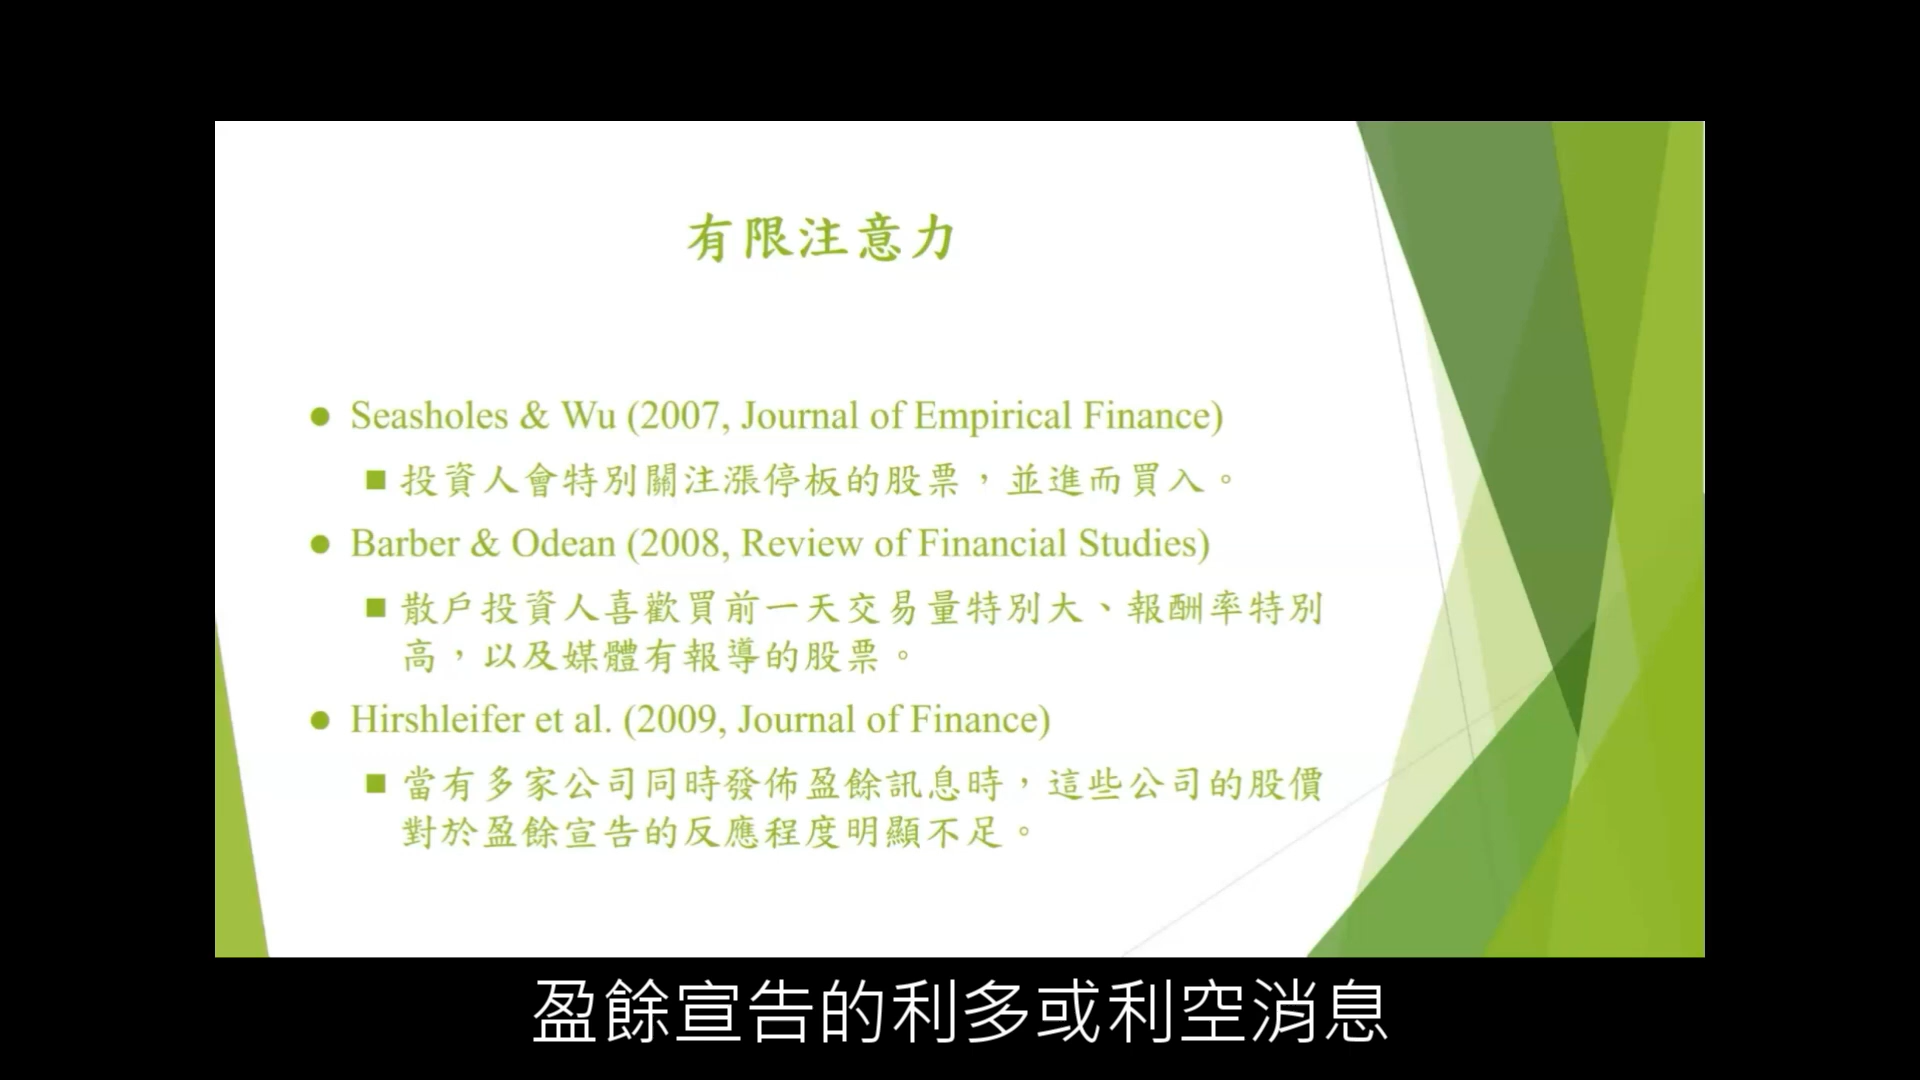 有限注意力
● Seasholes & Wu (2007, Journal of Empirical Finance)
■ 投資人會特別關注漲停板的股票，並進而買入。
● Barber & Odean (2008, Review of Financial Studies)
■ 散戶投資人喜歡買前一天交易量特別大、報酬率特別
高，以及媒體有報導的股票。
● Hirshleifer et al. (2009, Journal of Finance)
■ 當有多家公司同時發佈盈餘訊息時，這些公司的股價
對於盈餘宣告的反應程度明顯不足。
盈餘宣告的利多或利空消息